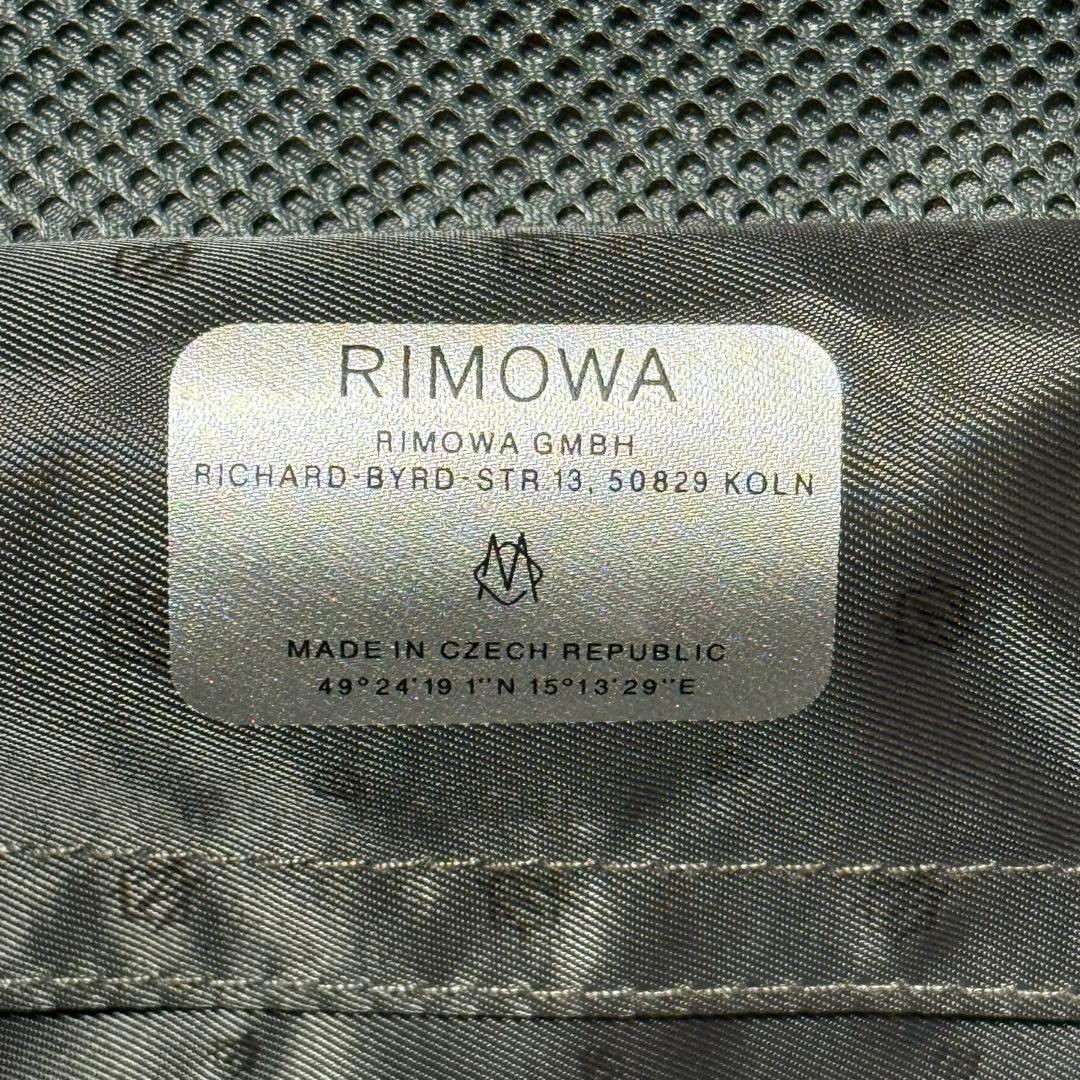 RIMOWA
RIMOWA GMBH
RICHARD-BYRD-STR.13, 50829 KOLN
MADE IN CZECH REPUBLIC
49°24'19 1"N 15°13'29"E